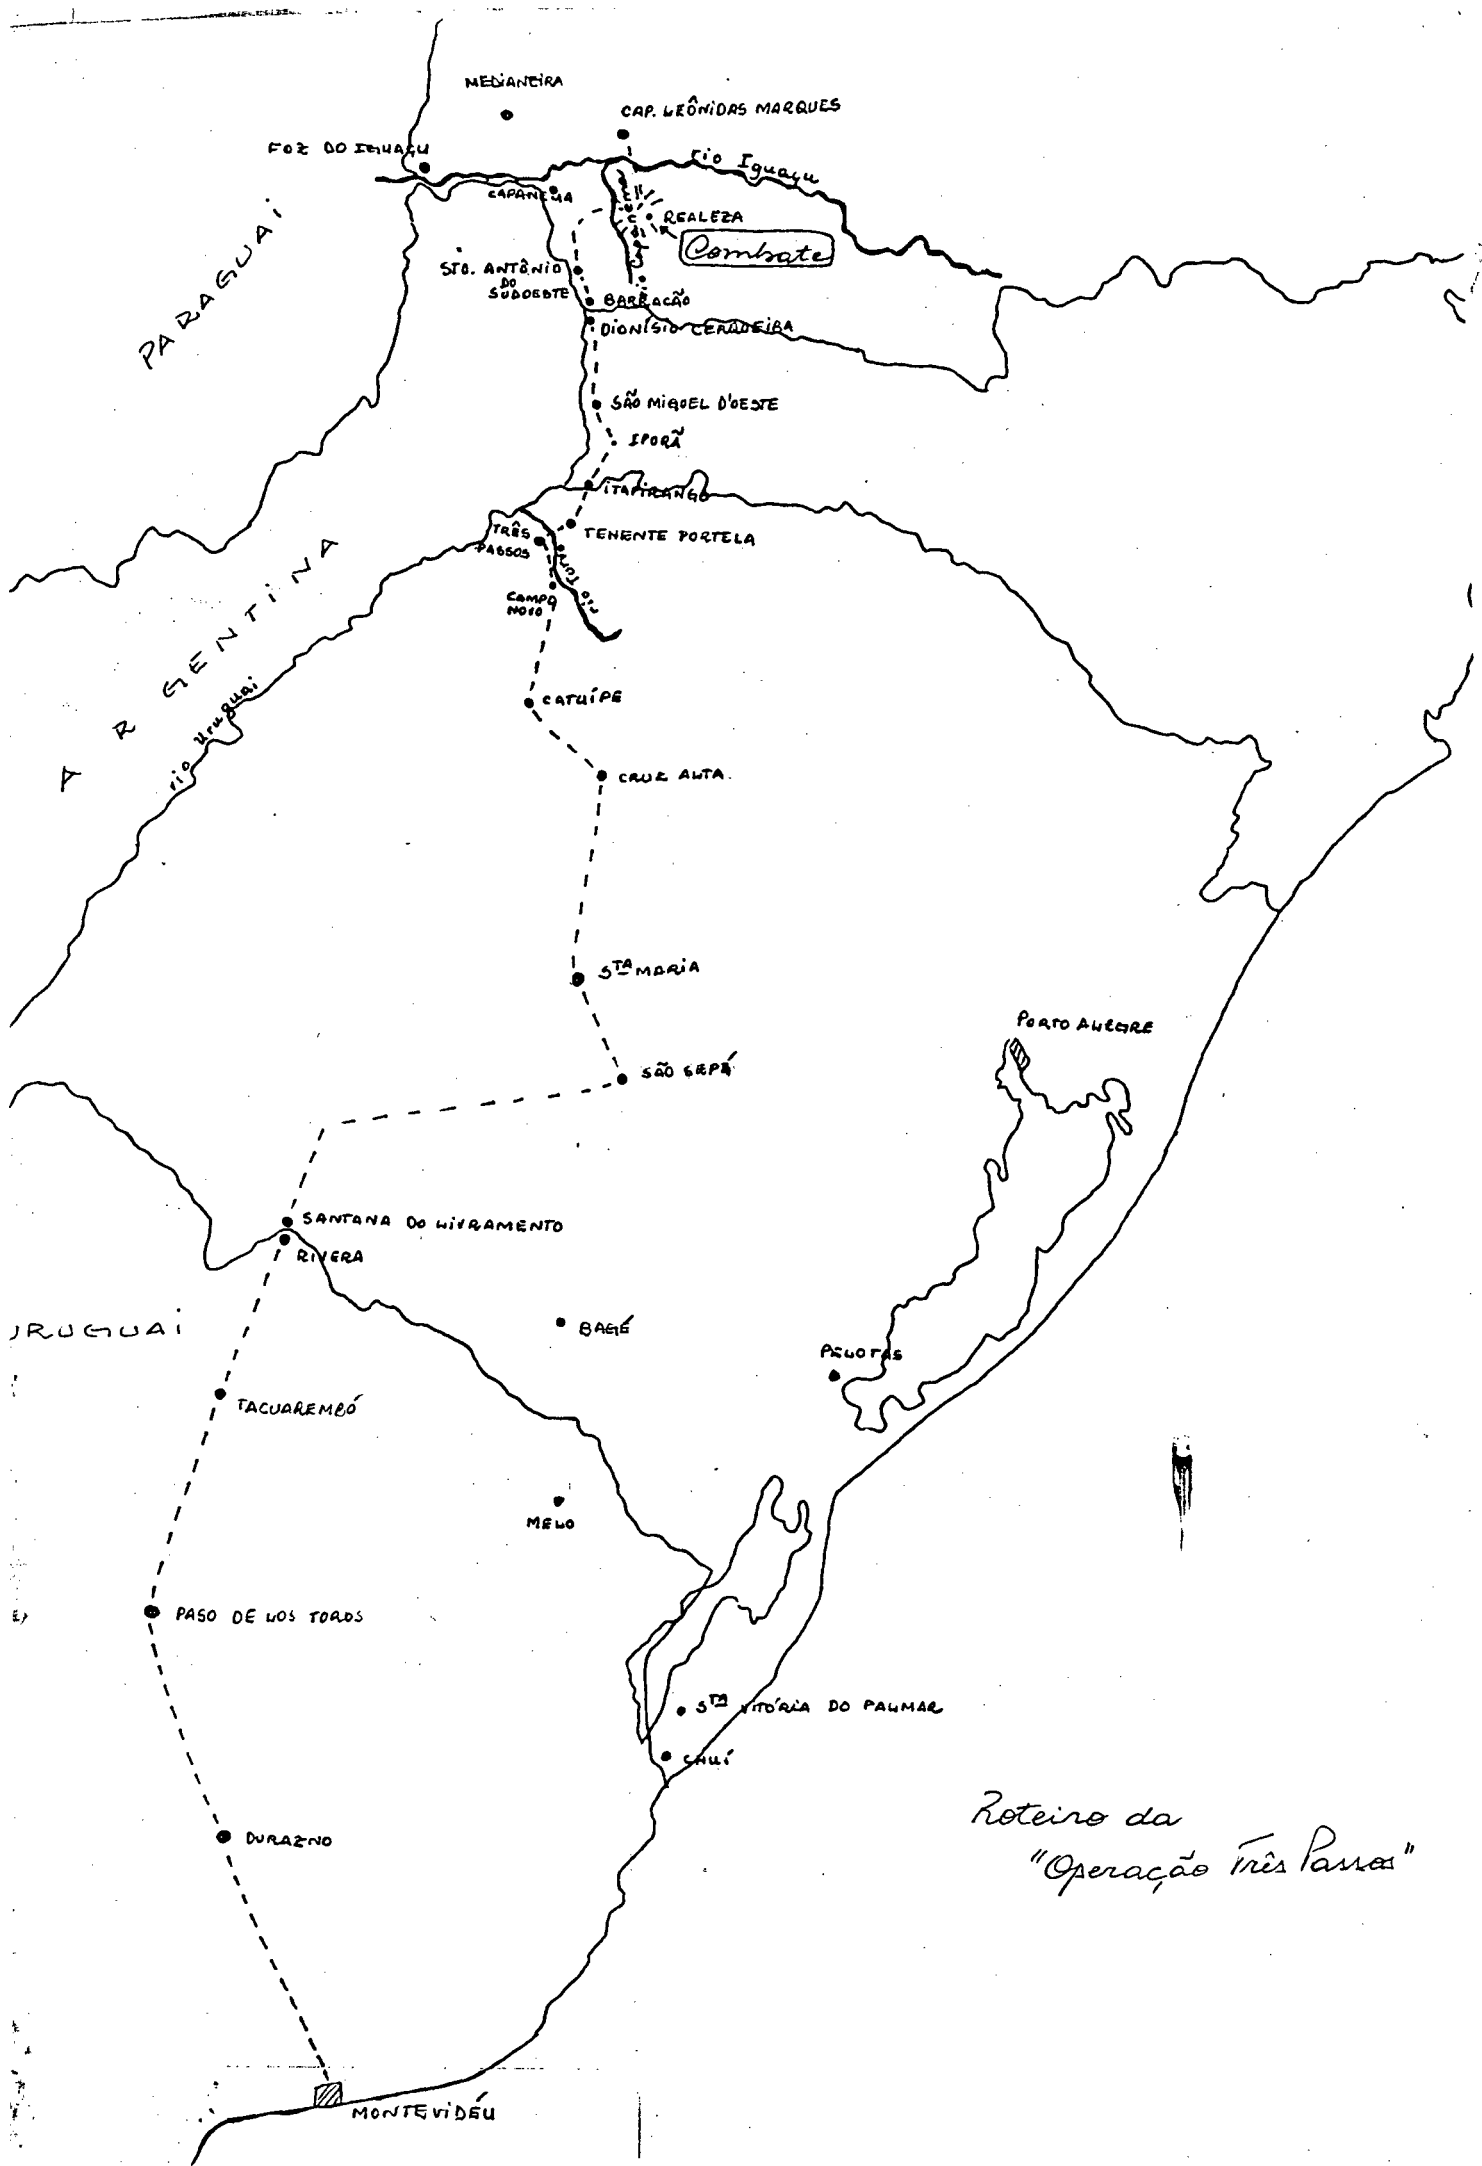 MEDIANEIRA
CAP. LEÔNIDAS MARQUES
FOZ DO IGUAÇU
rio Iguaçu
CAPANEMA
REALEZA
Combate
PARAGUAI
STO. ANTÔNIO
DO
SUDOESTE
BARRACÃO
DIONÍSIO CERQUEIRA
SÃO MIGUEL D'OESTE
IPORÃ
ITAPIRANGA
TRÊS
PASSOS
TENENTE PORTELA
rio Turvo
CAMPO
NOVO
ARGENTINA
rio Uruguai
CATUÍPE
CRUZ ALTA.
STA MARIA
PORTO ALEGRE
SÃO SEPÉ
SANTANA DO LIVRAMENTO
RIVERA
URUGUAI
BAGÉ
PELOTAS
TACUAREMBÓ
MELO
PASO DE LOS TOROS
STA VITÓRIA DO PALMAR
CHUÍ
DURAZNO
Roteiro da
"Operação Três Passos"
MONTEVIDÉU